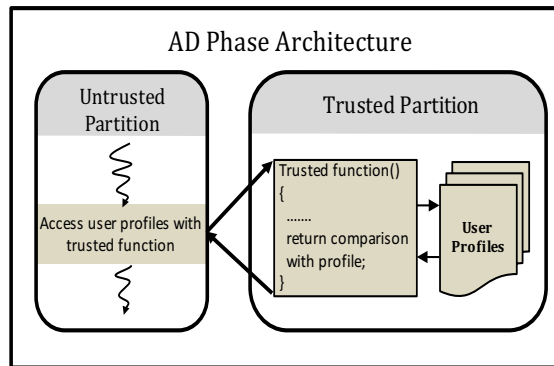 AD Phase Architecture
Untrusted
Partition
Access user profiles with
trusted function
Trusted Partition
Trusted function()
{
.......
return comparison
with profile;
}
User
Profiles